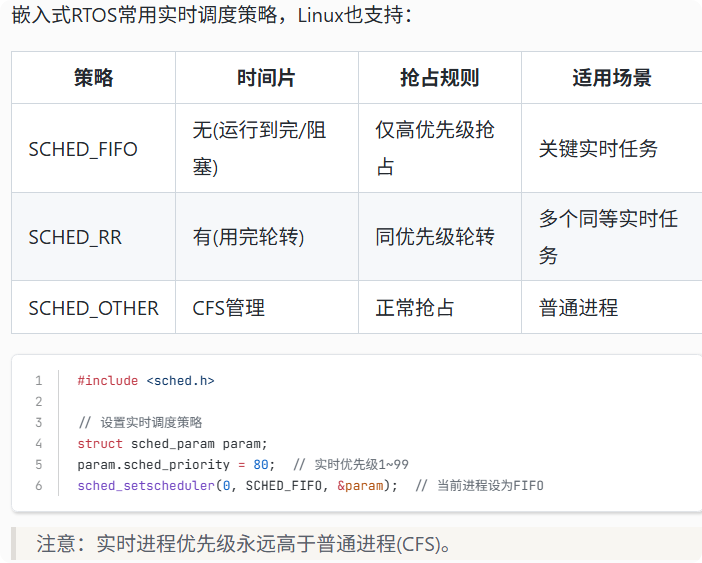 嵌入式RTOS常用实时调度策略，Linux也支持：
策略 时间片 抢占规则 适用场景
SCHED_FIFO 无(运行到完/阻塞) 仅高优先级抢占 关键实时任务
SCHED_RR 有(用完轮转) 同优先级轮转 多个同等实时任务
SCHED_OTHER CFS管理 正常抢占 普通进程
1 #include <sched.h>
2
3 // 设置实时调度策略
4 struct sched_param param;
5 param.sched_priority = 80;  // 实时优先级1~99
6 sched_setscheduler(0, SCHED_FIFO, &param);  // 当前进程设为FIFO
注意：实时进程优先级永远高于普通进程(CFS)。